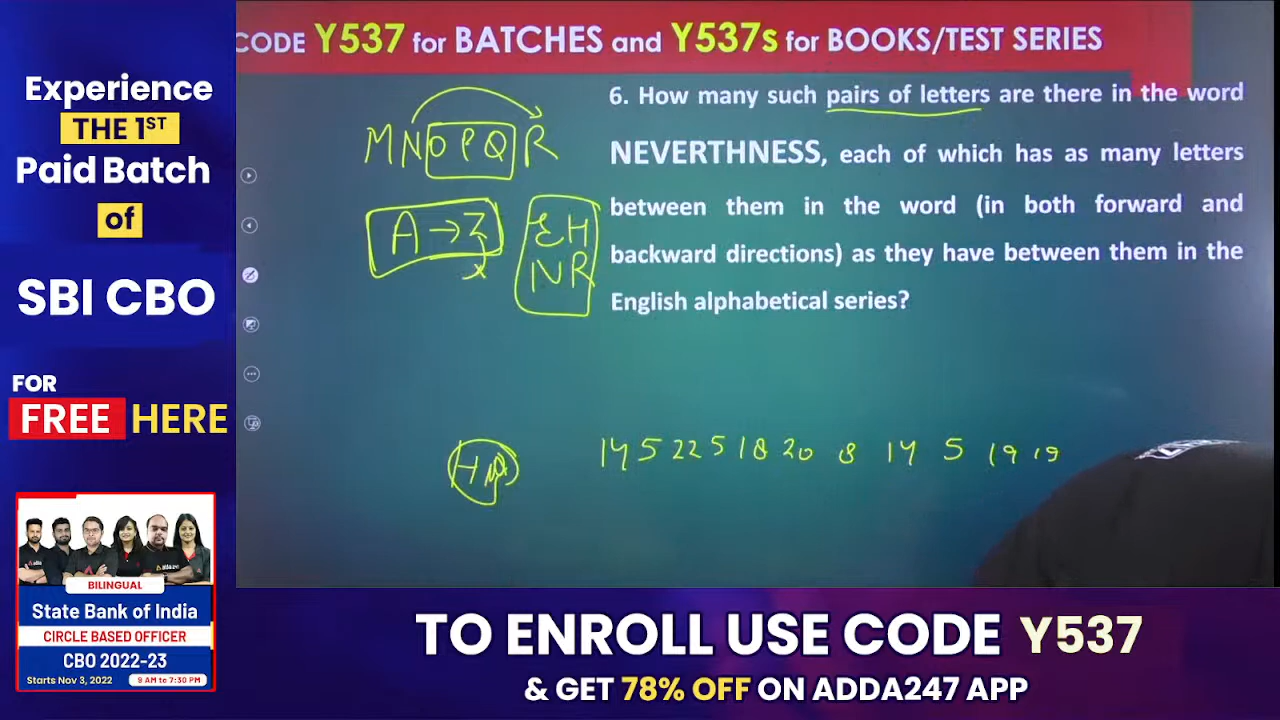 CODE Y537 for BATCHES and Y537s for BOOKS/TEST SERIES
Experience
THE 1ST
Paid Batch
of
SBI CBO
FOR
FREE HERE
BILINGUAL
State Bank of India
CIRCLE BASED OFFICER
CBO 2022-23
Starts Nov 3, 2022 9 AM to 7:30 PM
6. How many such pairs of letters are there in the word
NEVERTHNESS, each of which has as many letters
between them in the word (in both forward and
backward directions) as they have between them in the
English alphabetical series?
M N O P Q R
A → Z
E H
N R
14 5 22 5 18 20 8 14 5 19 19
TO ENROLL USE CODE Y537
& GET 78% OFF ON ADDA247 APP